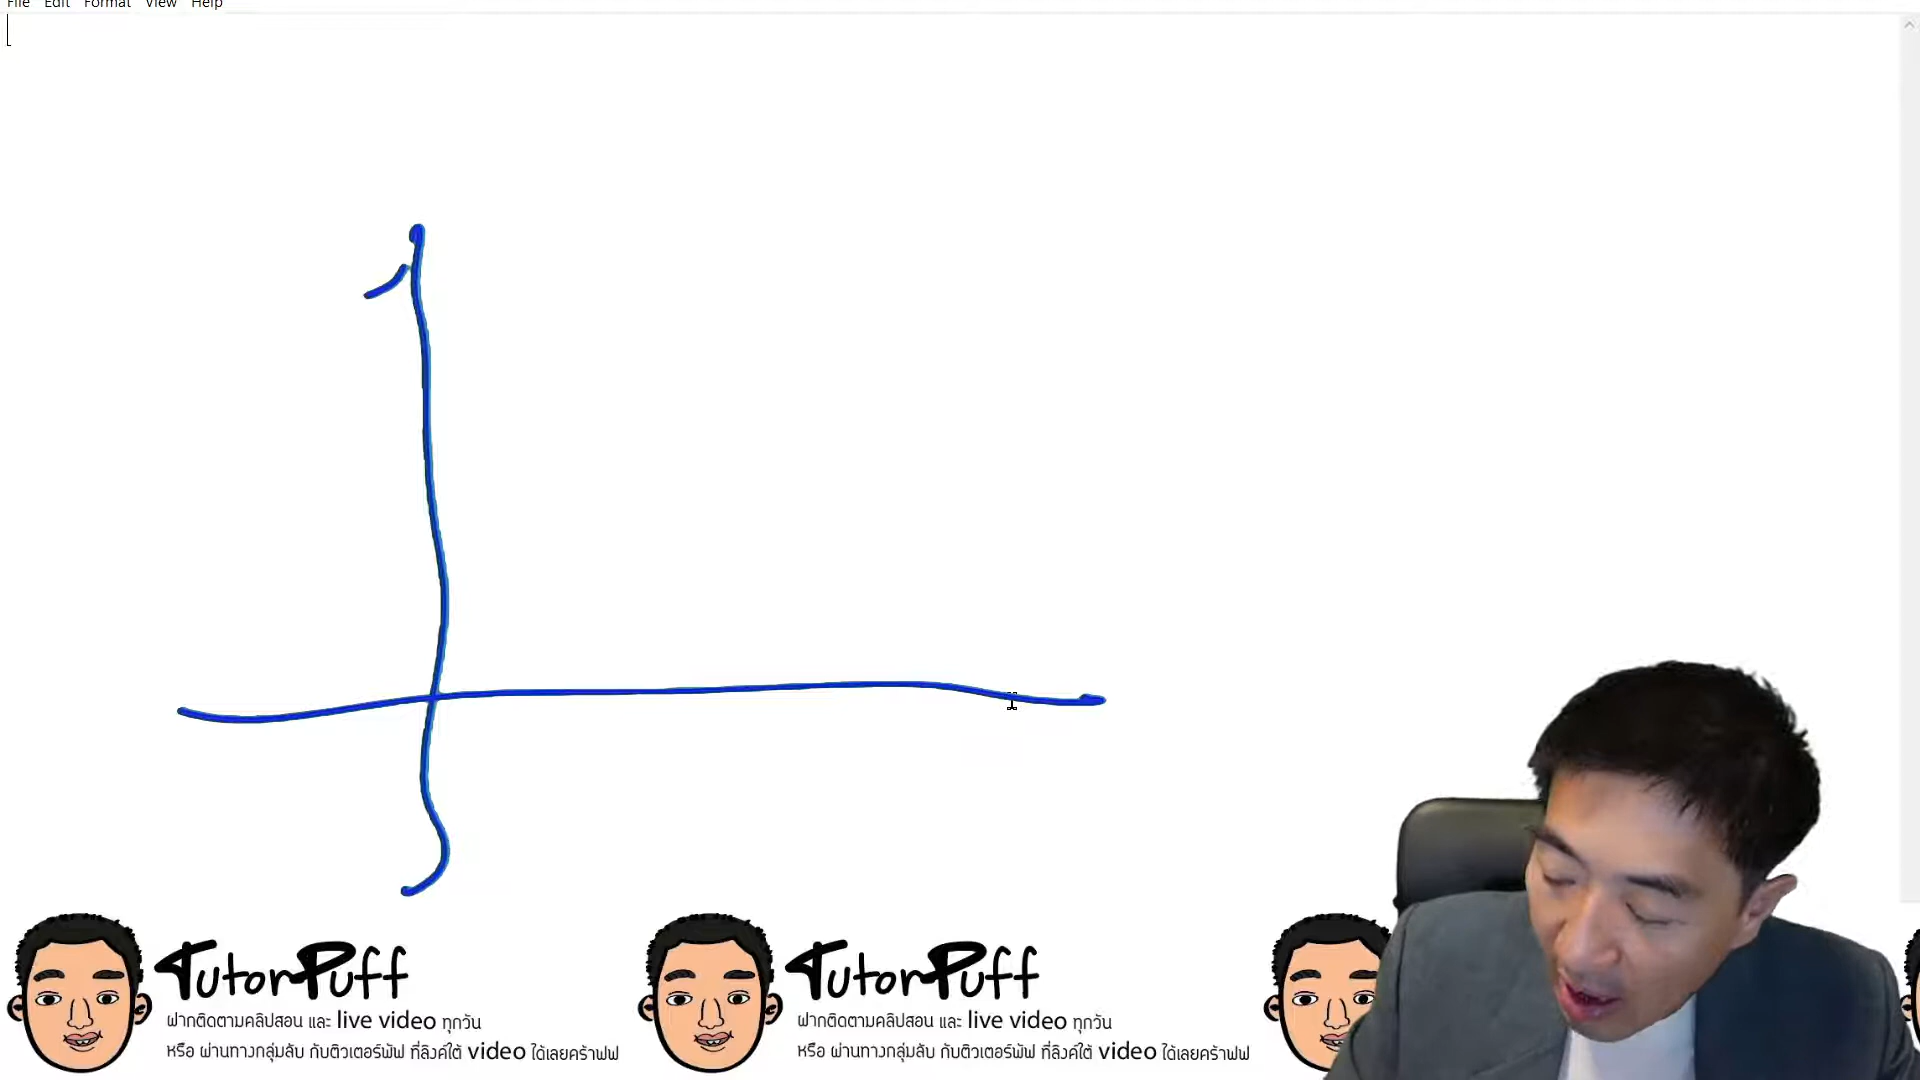 File Edit Format View Help
TutorPuff
ฝากติดตามคลิปสอน และ live video ทุกวัน
หรือ ผ่านทางกลุ่มลับ กับติวเตอร์พัฟ ที่ลิงค์ใต้ video ได้เลยคร้าฟฟ
TutorPuff
ฝากติดตามคลิปสอน และ live video ทุกวัน
หรือ ผ่านทางกลุ่มลับ กับติวเตอร์พัฟ ที่ลิงค์ใต้ video ได้เลยคร้าฟฟ